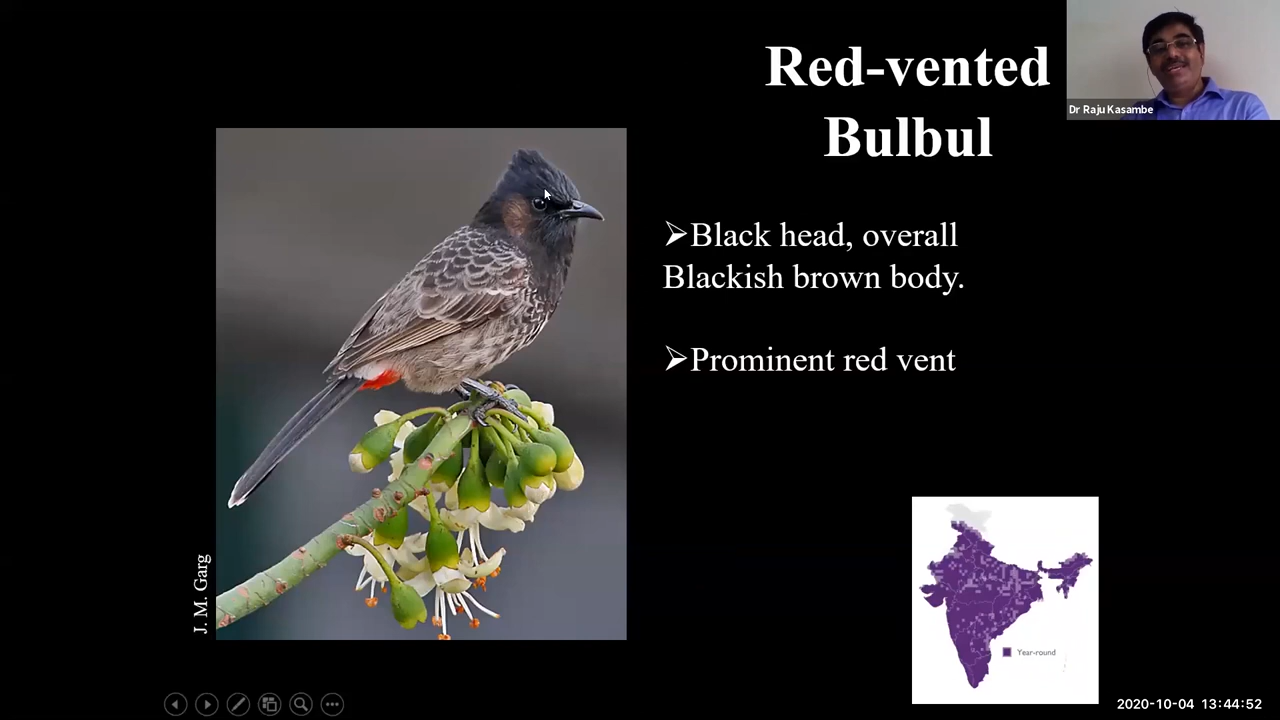 Red-vented
Bulbul
Dr Raju Kasambe
➢Black head, overall
Blackish brown body.
➢Prominent red vent
J. M. Garg
Year-round
2020-10-04 13:44:52